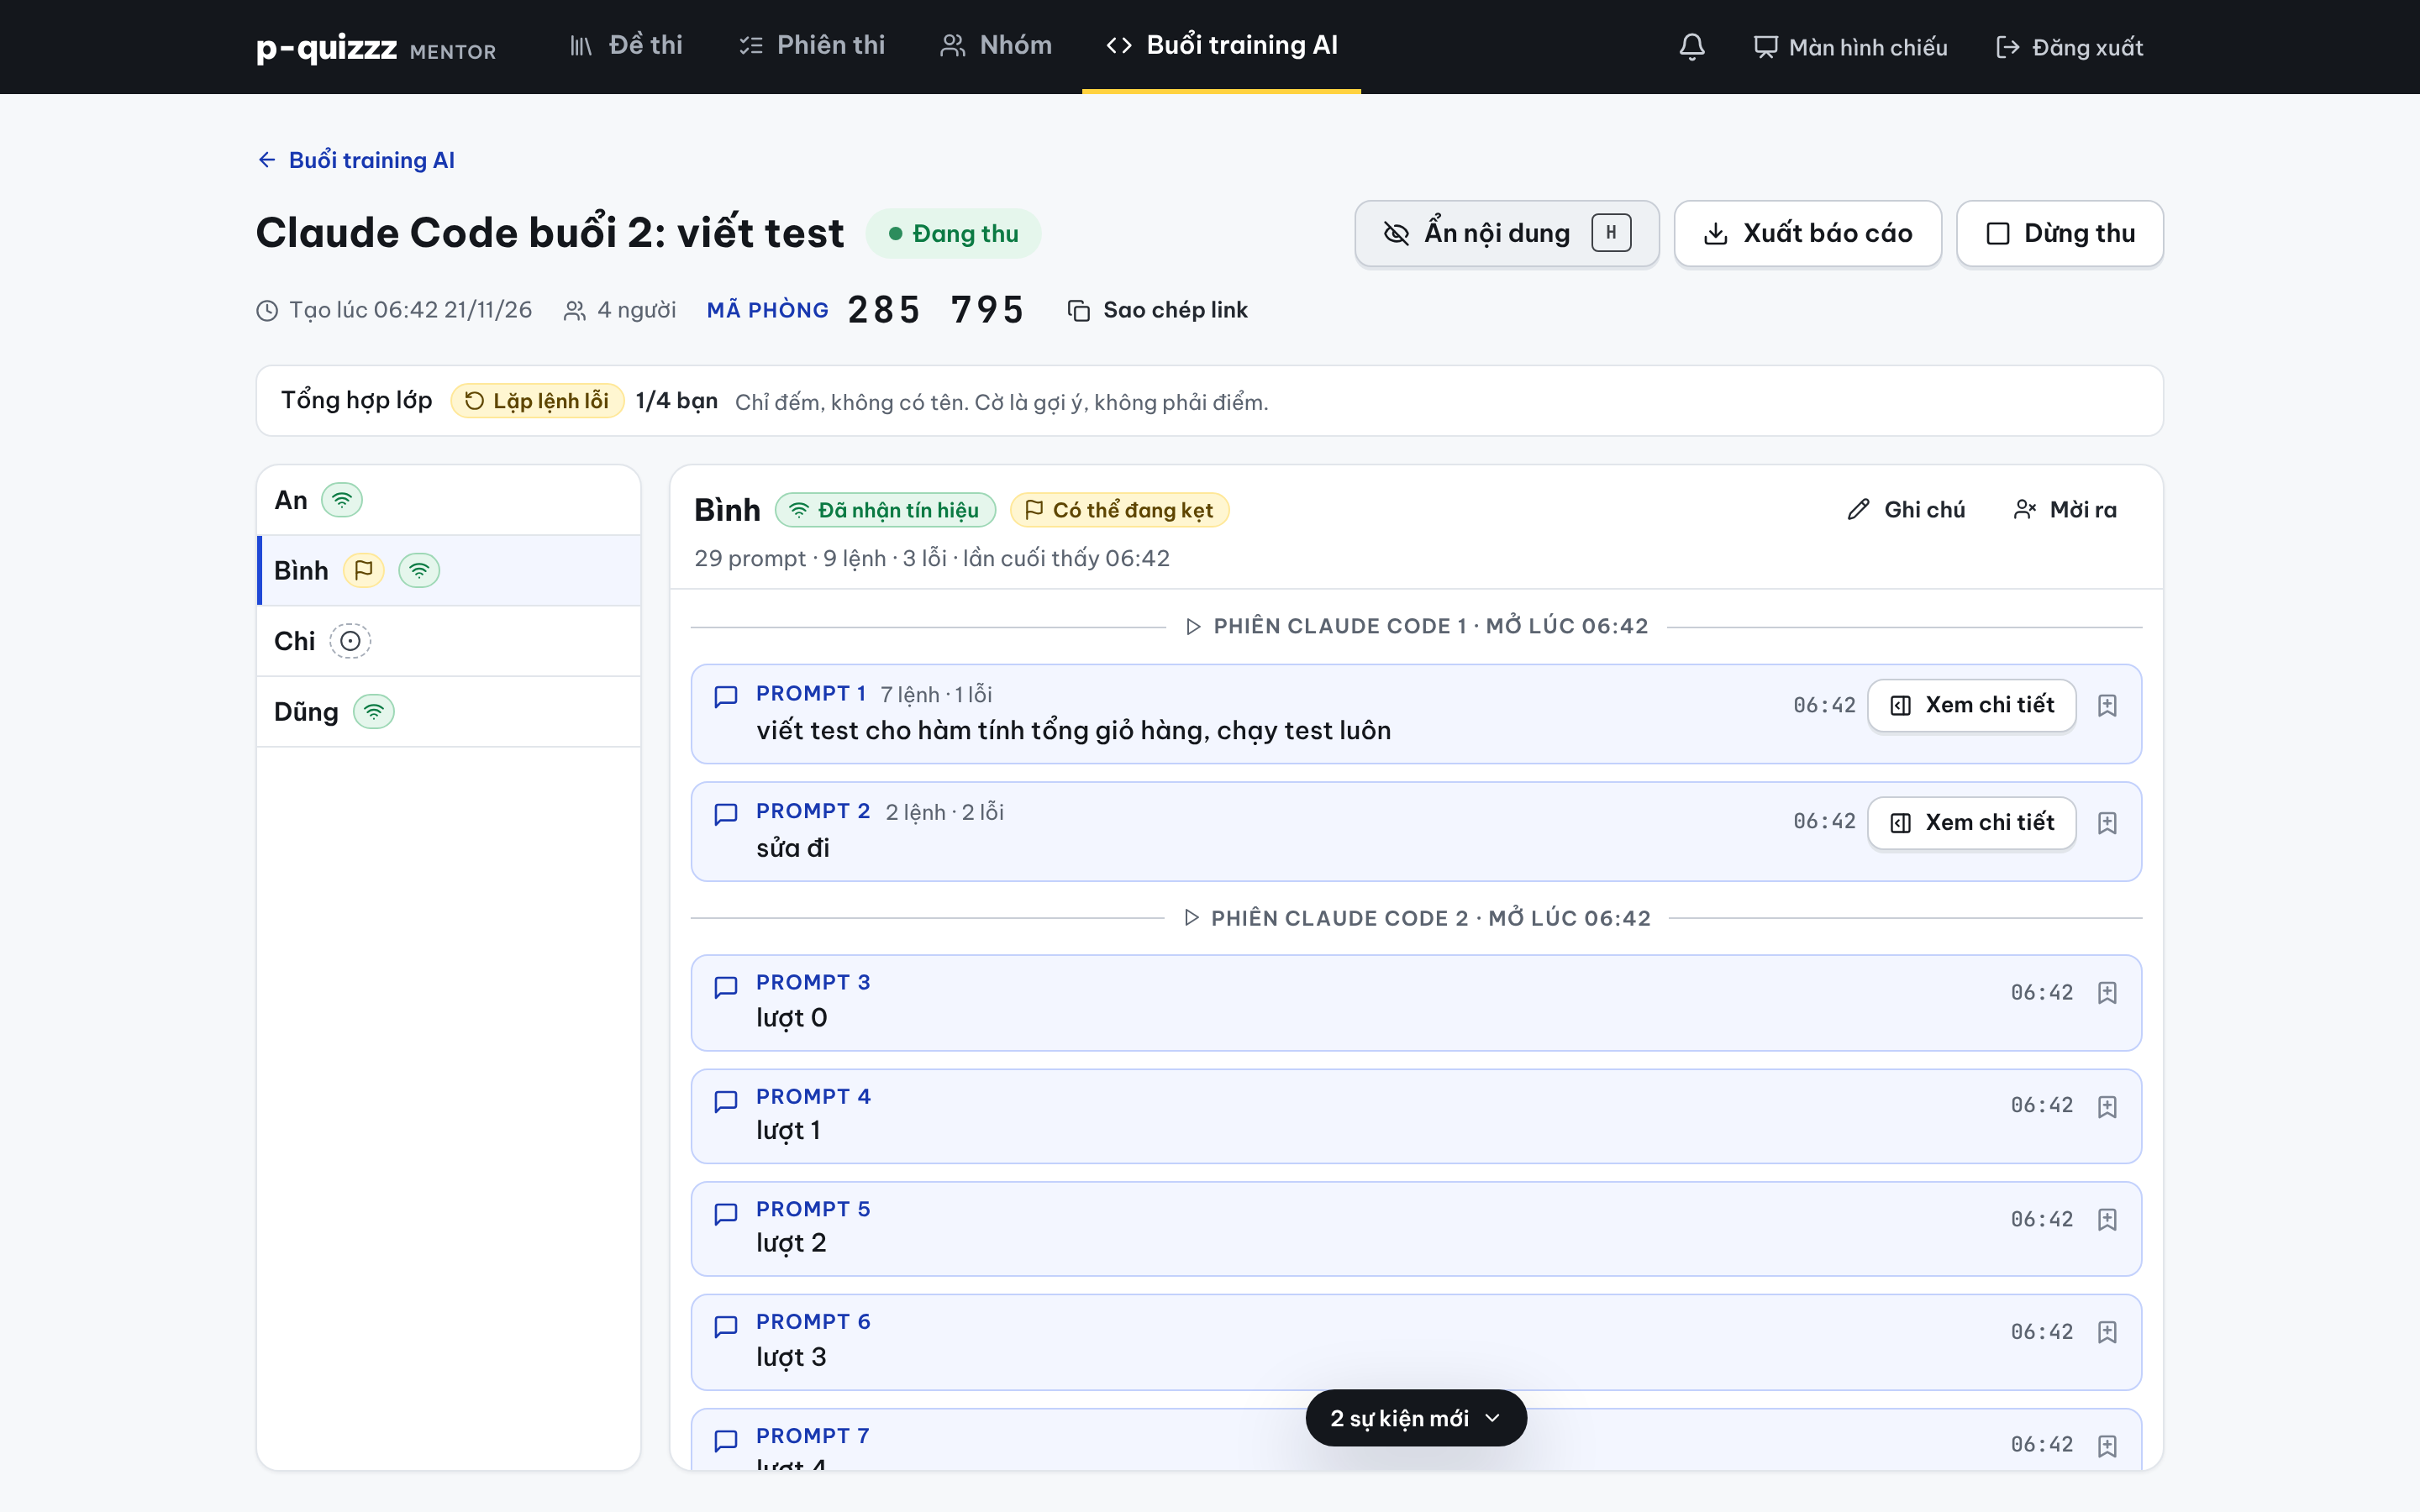 p-quizzz MENTOR Đề thi Phiên thi Nhóm Buổi training AI Màn hình chiếu Đăng xuất
Buổi training AI
Claude Code buổi 2: viết test Đang thu Ẩn nội dung H Xuất báo cáo Dừng thu
Tạo lúc 06:42 21/11/26 4 người MÃ PHÒNG 285 795 Sao chép link
Tổng hợp lớp Lặp lệnh lỗi 1/4 bạn Chỉ đếm, không có tên. Cờ là gợi ý, không phải điểm.
An
Bình
Chi
Dũng
Bình Đã nhận tín hiệu Có thể đang kẹt Ghi chú Mời ra
29 prompt · 9 lệnh · 3 lỗi · lần cuối thấy 06:42
PHIÊN CLAUDE CODE 1 · MỞ LÚC 06:42
PROMPT 1 7 lệnh · 1 lỗi 06:42 Xem chi tiết
viết test cho hàm tính tổng giỏ hàng, chạy test luôn
PROMPT 2 2 lệnh · 2 lỗi 06:42 Xem chi tiết
sửa đi
PHIÊN CLAUDE CODE 2 · MỞ LÚC 06:42
PROMPT 3 06:42
lượt 0
PROMPT 4 06:42
lượt 1
PROMPT 5 06:42
lượt 2
PROMPT 6 06:42
lượt 3
2 sự kiện mới
PROMPT 7 06:42
lượt 4